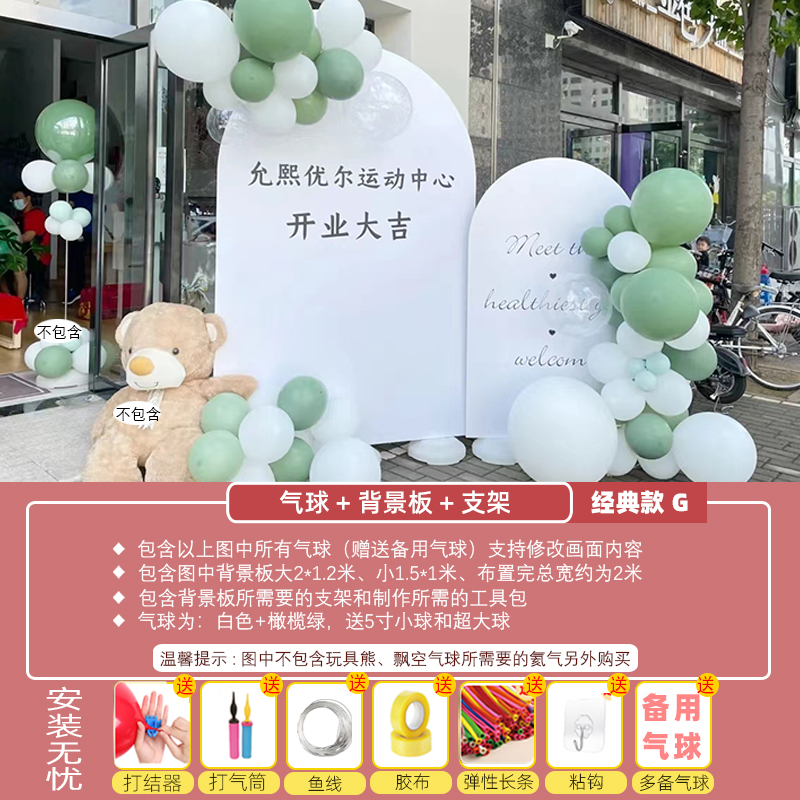 允熙优尔运动中心
开业大吉
Meet th
healthiest y
welcom
不包含
不包含
气球 + 背景板 + 支架
经典款 G
包含以上图中所有气球（赠送备用气球）支持修改画面内容
包含图中背景板大2*1.2米、小1.5*1米、布置完总宽约为2米
包含背景板所需要的支架和制作所需的工具包
气球为：白色+橄榄绿，送5寸小球和超大球
温馨提示 : 图中不包含玩具熊、飘空气球所需要的氦气另外购买
安装无忧
送 送 送 送 送 送 送
备用
气球
打结器 打气筒 鱼线 胶布 弹性长条 粘钩 多备气球